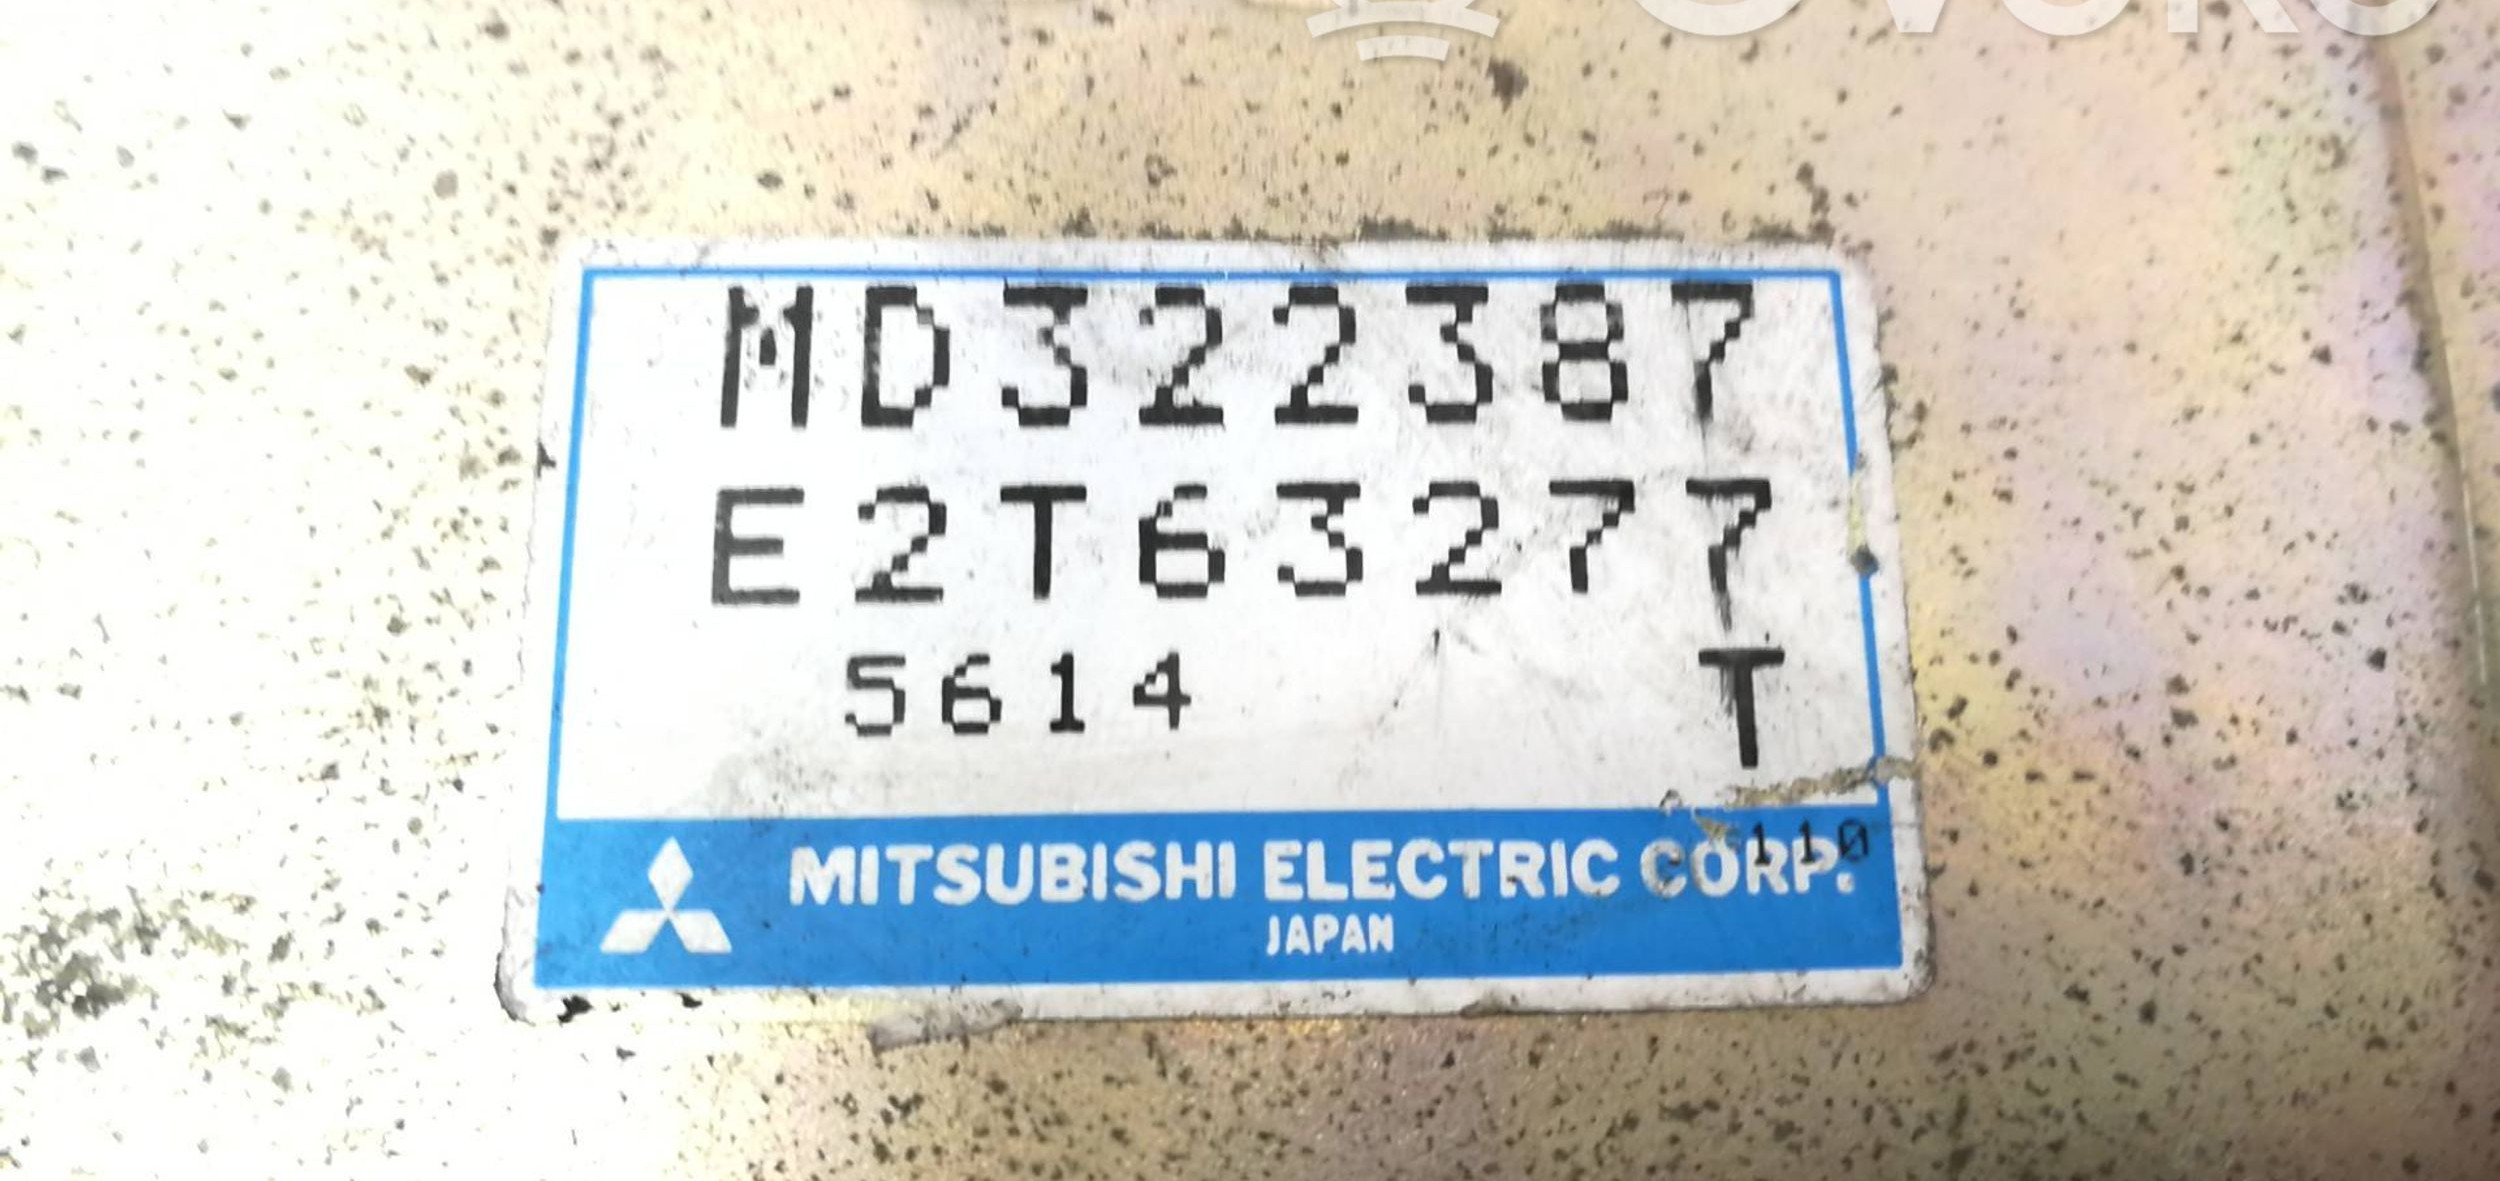 MD322387
E2T63277
5614 T
110
MITSUBISHI ELECTRIC CORP.
JAPAN